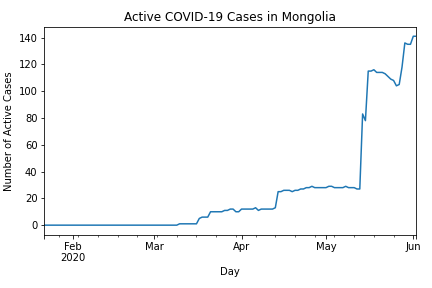 Active COVID-19 Cases in Mongolia
140
120
100
80
60
40
20
0
Number of Active Cases
Feb
2020
Mar
Apr
May
Jun
Day